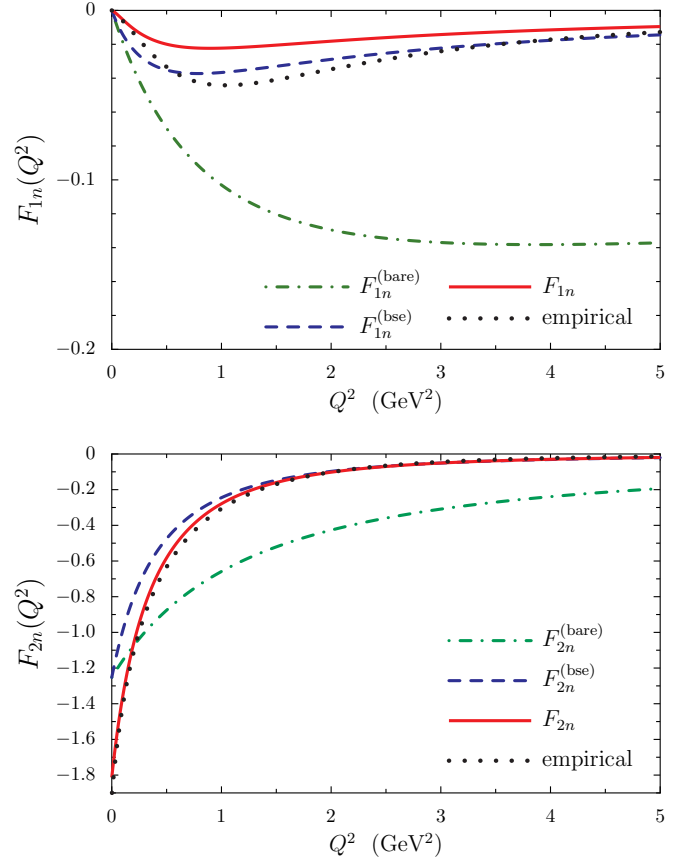 0
−0.1
−0.2
F₁ₙ(Q²)
F₁ₙ^(bare)
F₁ₙ
F₁ₙ^(bse)
empirical
0 1 2 3 4 5
Q² (GeV²)
0
−0.2
−0.4
−0.6
−0.8
−1.0
−1.2
−1.4
−1.6
−1.8
F₂ₙ(Q²)
F₂ₙ^(bare)
F₂ₙ^(bse)
F₂ₙ
empirical
0 1 2 3 4 5
Q² (GeV²)